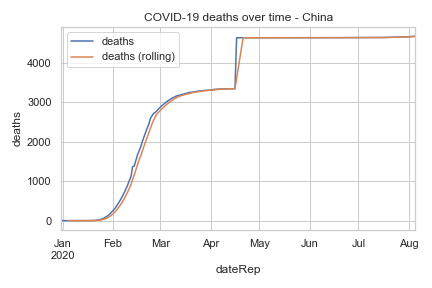 COVID-19 deaths over time - China
deaths
deaths (rolling)
deaths
4000
3000
2000
1000
0
Jan Feb Mar Apr May Jun Jul Aug
2020
dateRep